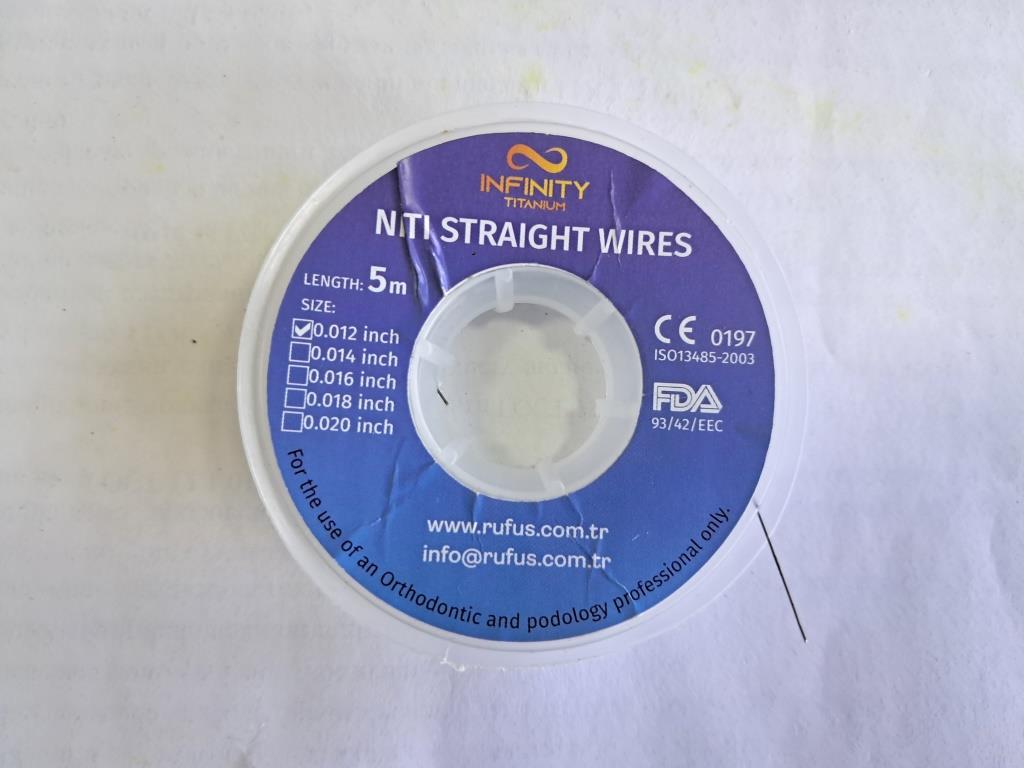 INFINITY
TITANIUM
NITI STRAIGHT WIRES
LENGTH: 5m
SIZE:
0.012 inch
0.014 inch
0.016 inch
0.018 inch
0.020 inch
CE 0197
ISO13485-2003
FDA
93/42/EEC
www.rufus.com.tr
info@rufus.com.tr
For the use of an Orthodontic and podology professional only.